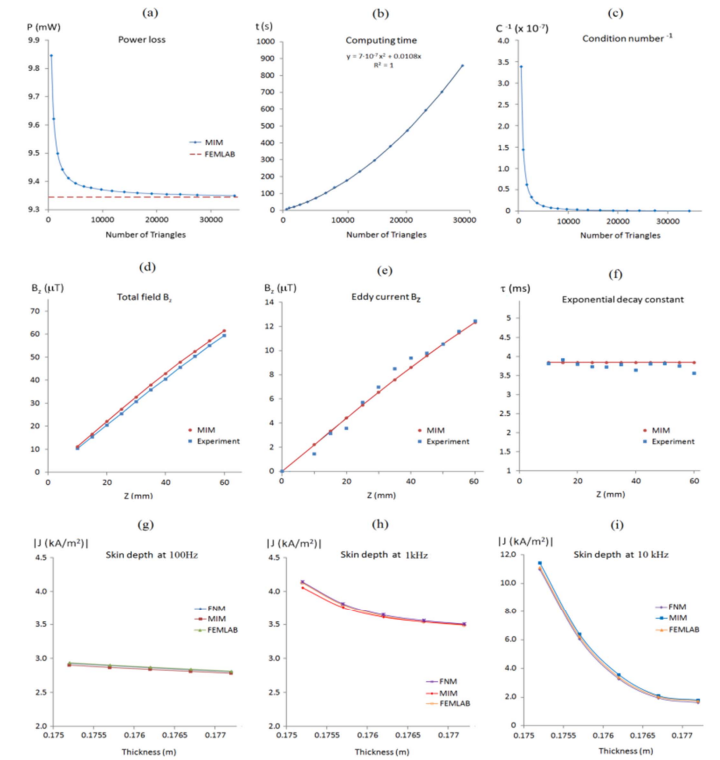 (a)
P (mW)
Power loss
9.9
9.8
9.7
9.6
9.5
9.4
9.3
MIM
FEMLAB
0 10000 20000 30000
Number of Triangles
(b)
t (s)
Computing time
y = 7·10⁻⁷x² + 0.0108x
R² = 1
1000
900
800
700
600
500
400
300
200
100
0
0 10000 20000 30000
Number of Triangles
(c)
C ⁻¹ (x 10⁻⁷)
Condition number ⁻¹
4.0
3.5
3.0
2.5
2.0
1.5
1.0
0.5
0
10000 20000 30000
Number of Triangles
(d)
Bz (μT)
Total field Bz
70
60
50
40
30
20
10
0
MIM
Experiment
0 20 40 60
Z (mm)
(e)
Bz (μT)
Eddy current Bz
14
12
10
8
6
4
2
0
MIM
Experiment
0 20 40 60
Z (mm)
(f)
τ (ms)
Exponential decay constant
5
4.5
4
3.5
3
2.5
2
1.5
1
MIM
Experiment
0 20 40 60
Z (mm)
(g)
|J (kA/m²)|
Skin depth at 100Hz
4.5
4.0
3.5
3.0
2.5
2.0
FNM
MIM
FEMLAB
0.175 0.1755 0.176 0.1765 0.177
Thickness (m)
(h)
|J (kA/m²)|
Skin depth at 1kHz
4.5
4.0
3.5
3.0
2.5
2.0
FNM
MIM
FEMLAB
0.175 0.1755 0.176 0.1765 0.177
Thickness (m)
(i)
|J (kA/m²)|
Skin depth at 10 kHz
12.0
10.0
8.0
6.0
4.0
2.0
0
FNM
MIM
FEMLAB
0.175 0.1755 0.176 0.1765 0.177
Thickness (m)